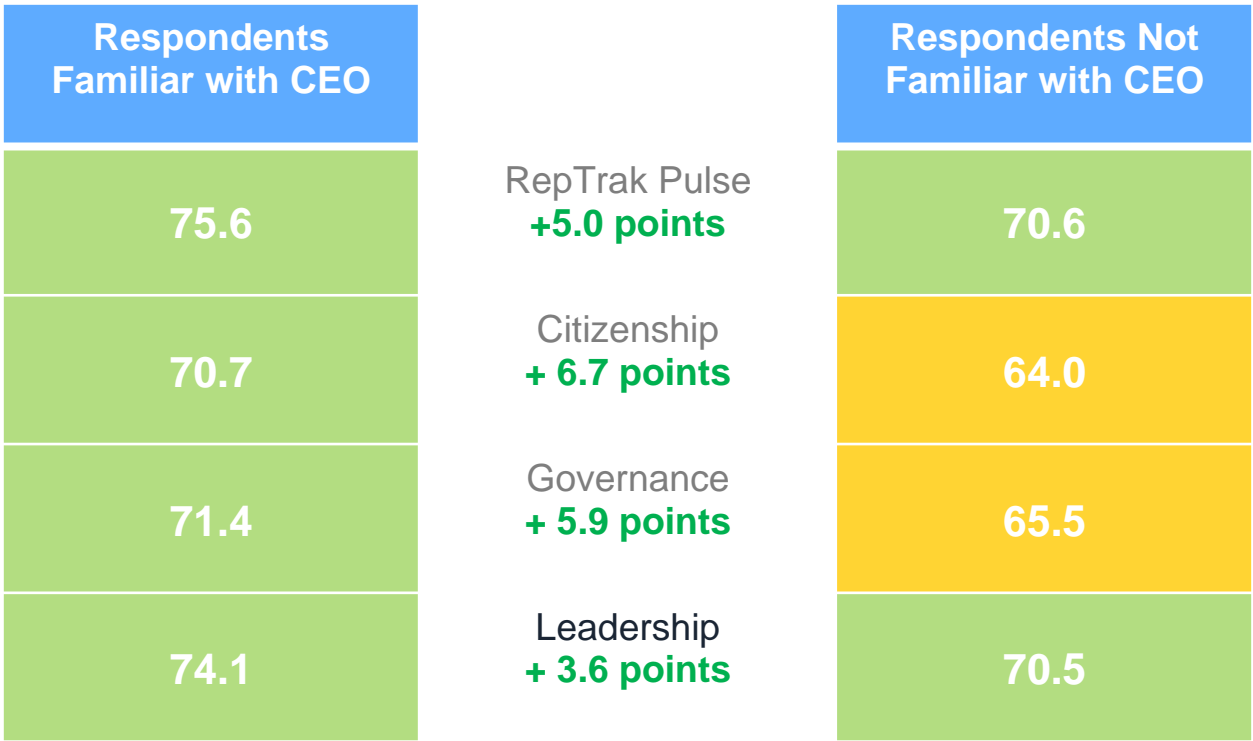 Respondents
Familiar with CEO
Respondents Not
Familiar with CEO
75.6
RepTrak Pulse
+5.0 points
70.6
70.7
Citizenship
+ 6.7 points
64.0
71.4
Governance
+ 5.9 points
65.5
74.1
Leadership
+ 3.6 points
70.5